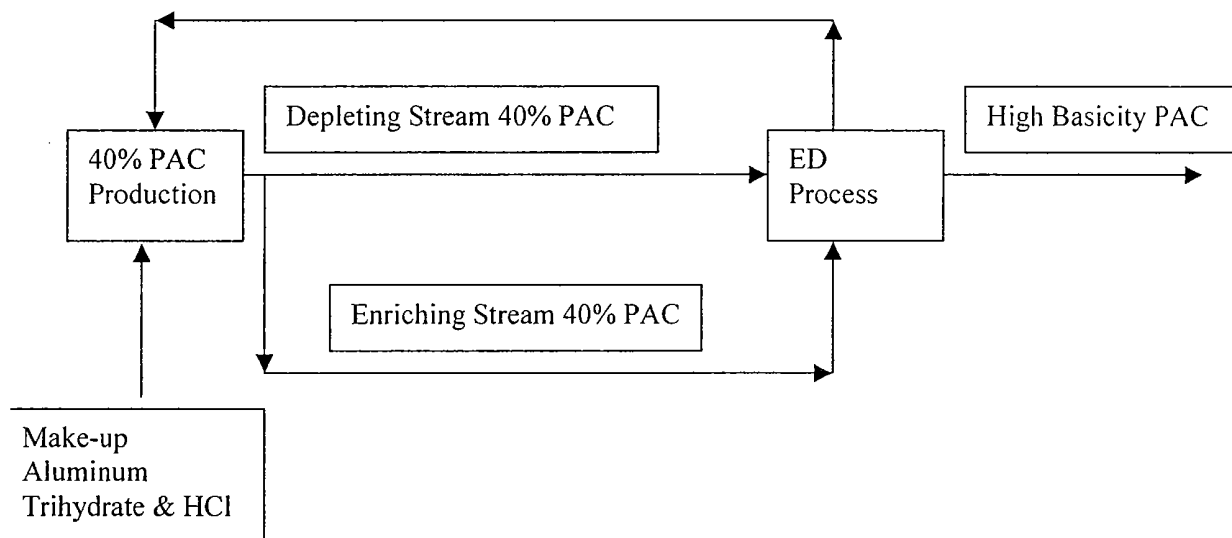 Depleting Stream 40% PAC
High Basicity PAC
40% PAC
Production
ED
Process
Enriching Stream 40% PAC
Make-up
Aluminum
Trihydrate & HCl